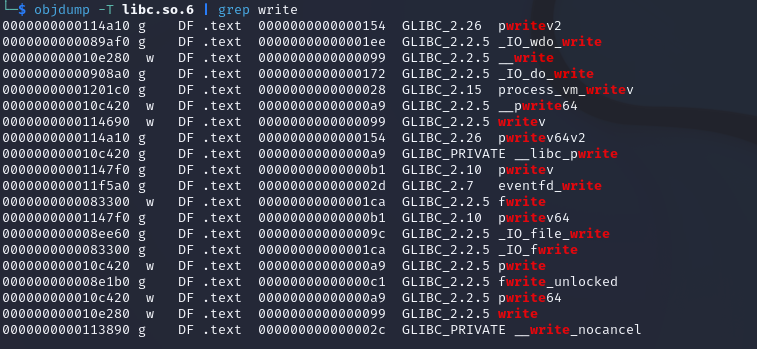 └─$ objdump -T libc.so.6 | grep write
0000000000114a10 g    DF .text  0000000000000154  GLIBC_2.26  pwritev2
0000000000089af0 g    DF .text  00000000000001ee  GLIBC_2.2.5 _IO_wdo_write
000000000010e280  w   DF .text  0000000000000099  GLIBC_2.2.5 __write
00000000000908a0 g    DF .text  0000000000000172  GLIBC_2.2.5 _IO_do_write
00000000001201c0 g    DF .text  0000000000000028  GLIBC_2.15  process_vm_writev
000000000010c420  w   DF .text  00000000000000a9  GLIBC_2.2.5 __pwrite64
0000000000114690  w   DF .text  0000000000000099  GLIBC_2.2.5 writev
0000000000114a10 g    DF .text  0000000000000154  GLIBC_2.26  pwritev64v2
000000000010c420 g    DF .text  00000000000000a9  GLIBC_PRIVATE __libc_pwrite
00000000001147f0 g    DF .text  00000000000000b1  GLIBC_2.10  pwritev
000000000011f5a0 g    DF .text  000000000000002d  GLIBC_2.7   eventfd_write
0000000000083300  w   DF .text  00000000000001ca  GLIBC_2.2.5 fwrite
00000000001147f0 g    DF .text  00000000000000b1  GLIBC_2.10  pwritev64
000000000008ee60 g    DF .text  000000000000009c  GLIBC_2.2.5 _IO_file_write
0000000000083300 g    DF .text  00000000000001ca  GLIBC_2.2.5 _IO_fwrite
000000000010c420  w   DF .text  00000000000000a9  GLIBC_2.2.5 pwrite
000000000008e1b0 g    DF .text  00000000000000c1  GLIBC_2.2.5 fwrite_unlocked
000000000010c420  w   DF .text  00000000000000a9  GLIBC_2.2.5 pwrite64
000000000010e280  w   DF .text  0000000000000099  GLIBC_2.2.5 write
0000000000113890 g    DF .text  000000000000002c  GLIBC_PRIVATE __write_nocancel